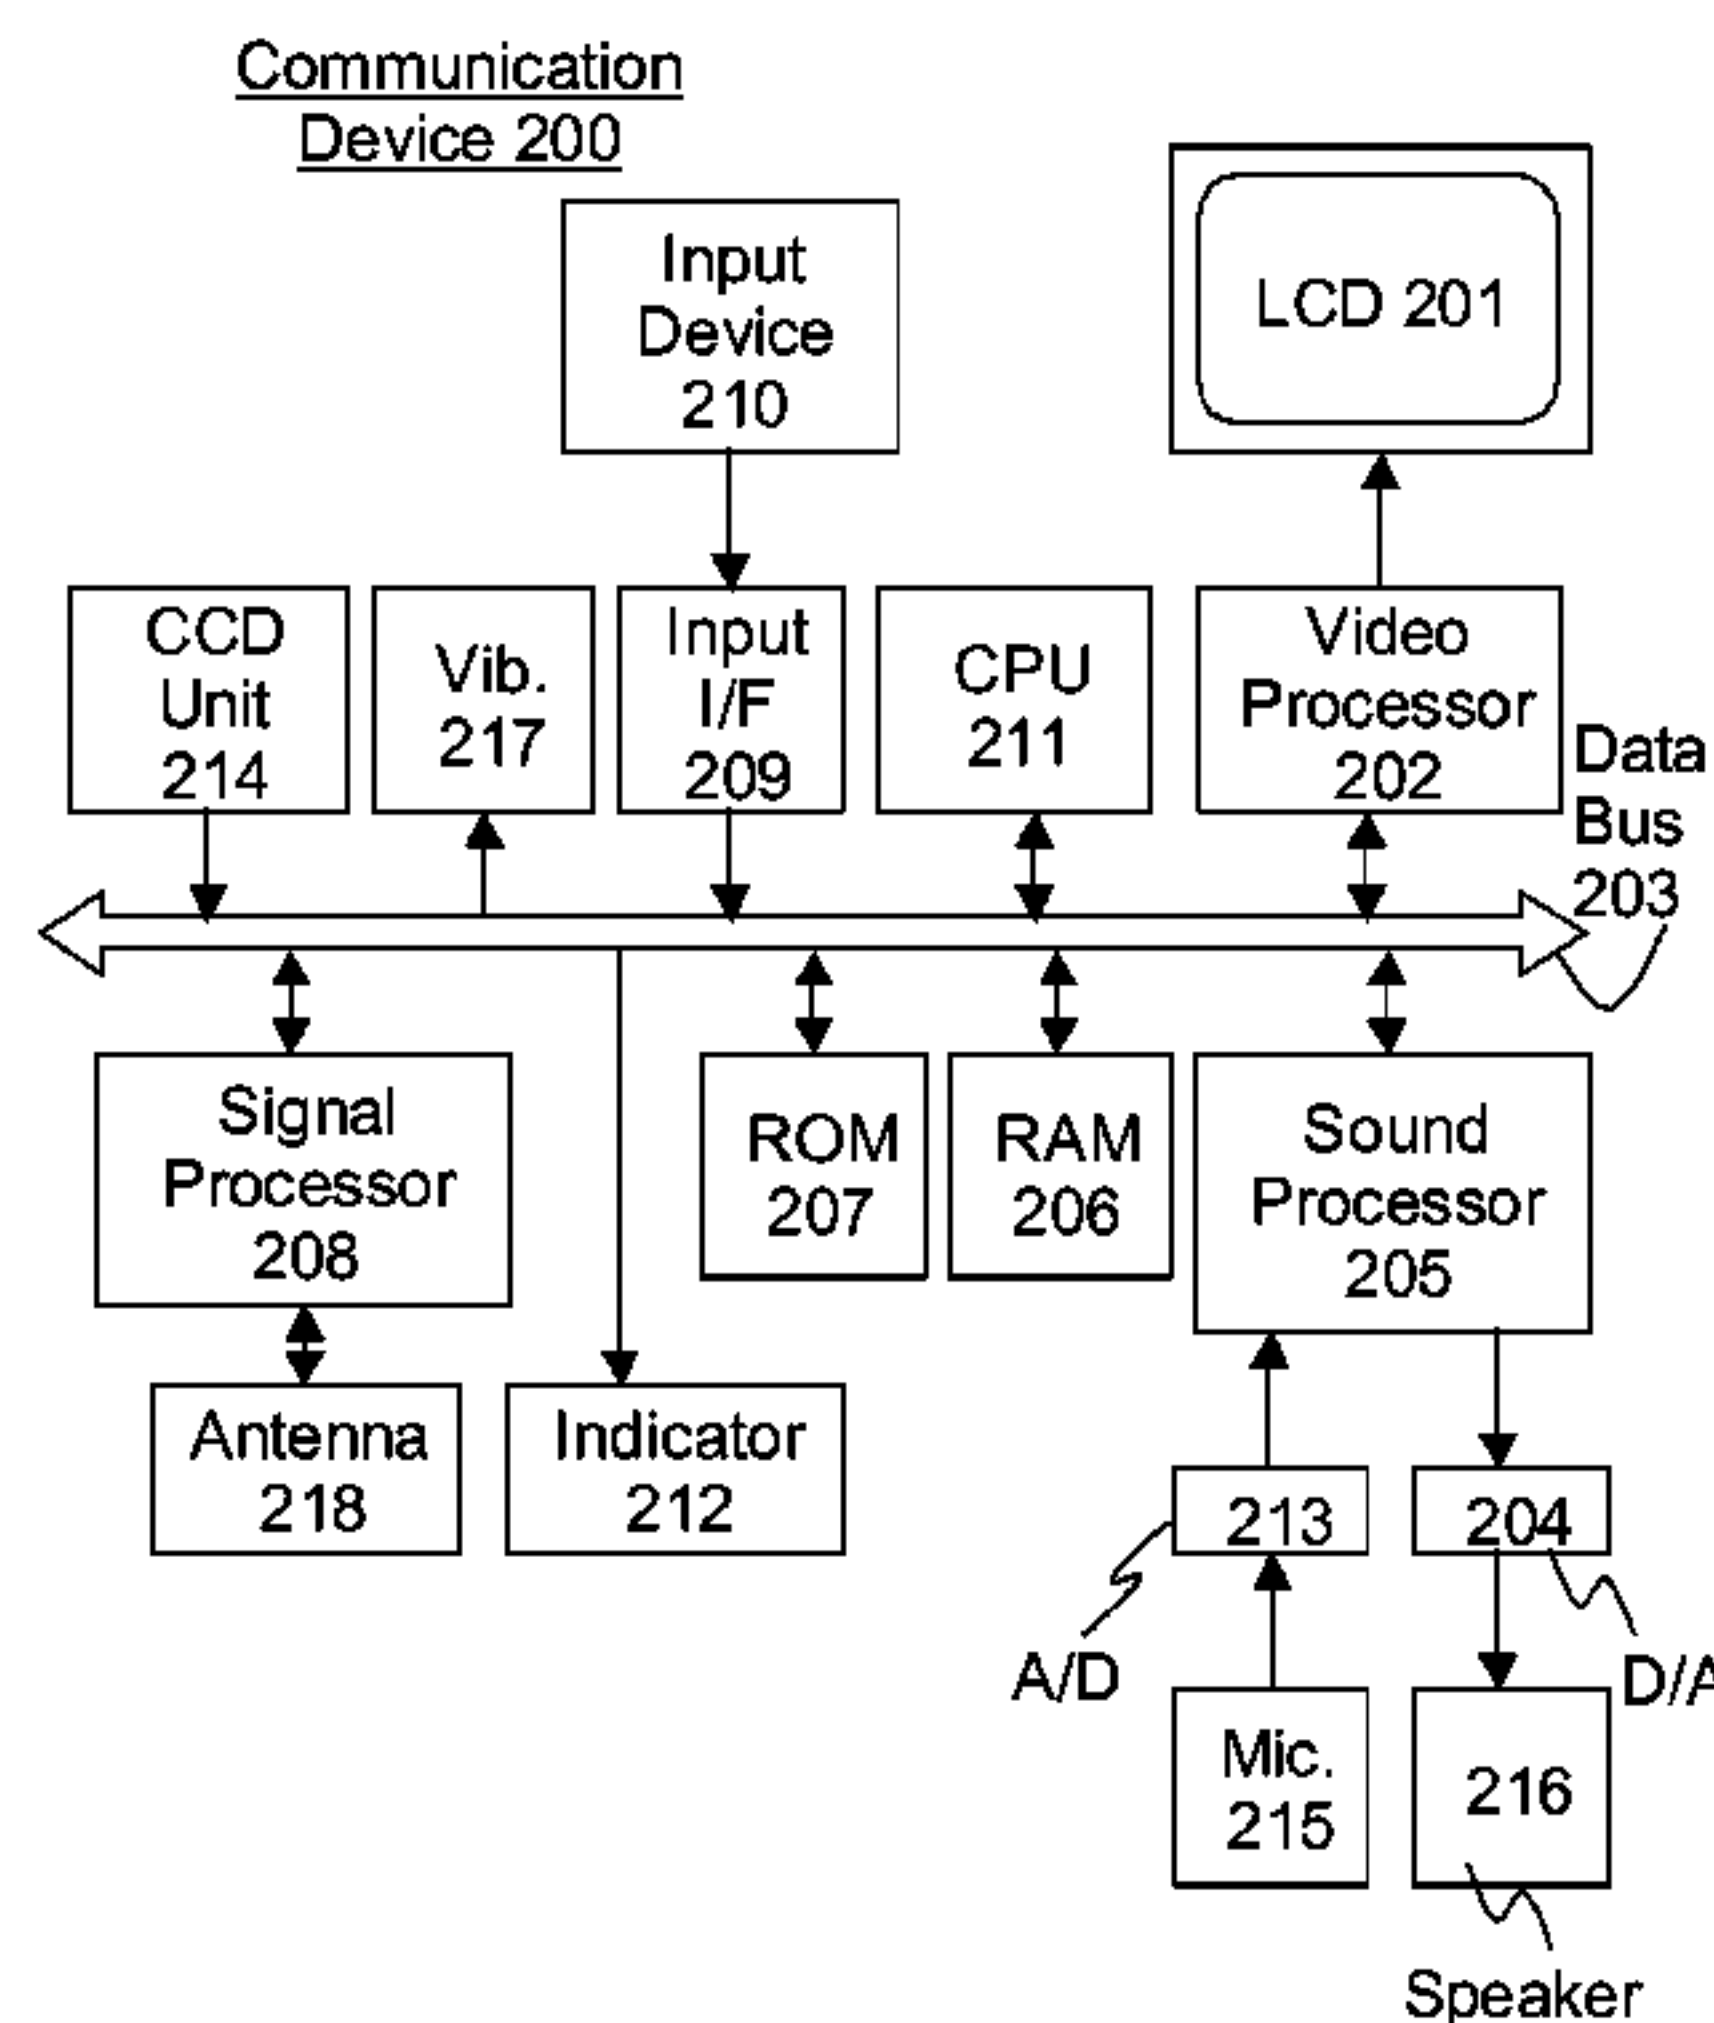 Communication
Device 200
Input
Device
210
LCD 201
CCD
Unit
214
Vib.
217
Input
I/F
209
CPU
211
Video
Processor
202
Data
Bus
203
Signal
Processor
208
ROM
207
RAM
206
Sound
Processor
205
Antenna
218
Indicator
212
213
204
A/D
D/A
Mic.
215
216
Speaker